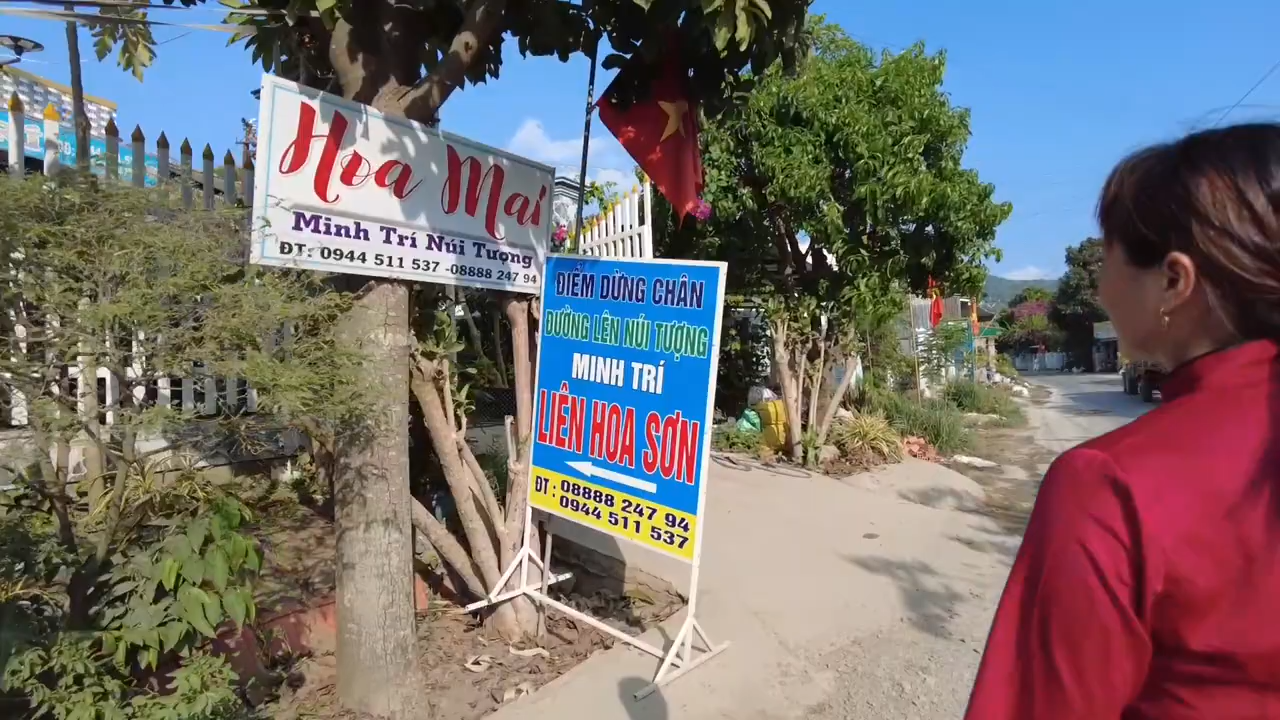 Hoa Mai
Minh Trí Núi Tượng
ĐT: 0944 511 537 -08888 247 94
ĐIỂM DỪNG CHÂN
ĐƯỜNG LÊN NÚT TƯỢNG
MINH TRÍ
LIÊN HOA SƠN
ĐT : 08888 247 94
0944 511 537